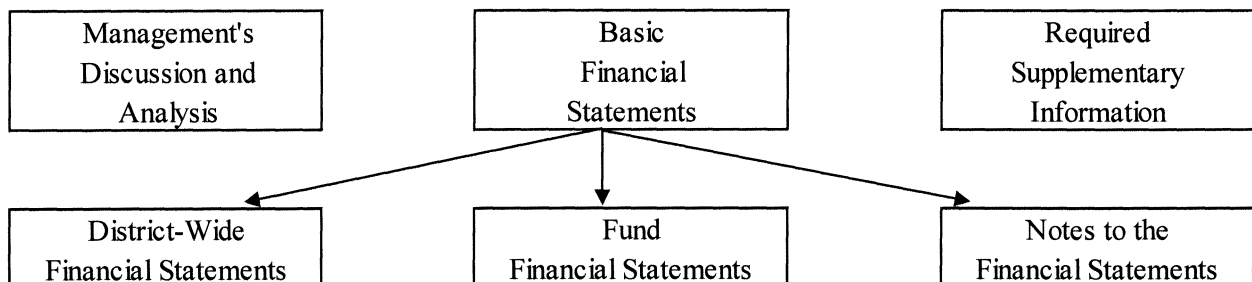 Management's
Discussion and
Analysis
Basic
Financial
Statements
Required
Supplementary
Information
District-Wide
Financial Statements
Fund
Financial Statements
Notes to the
Financial Statements